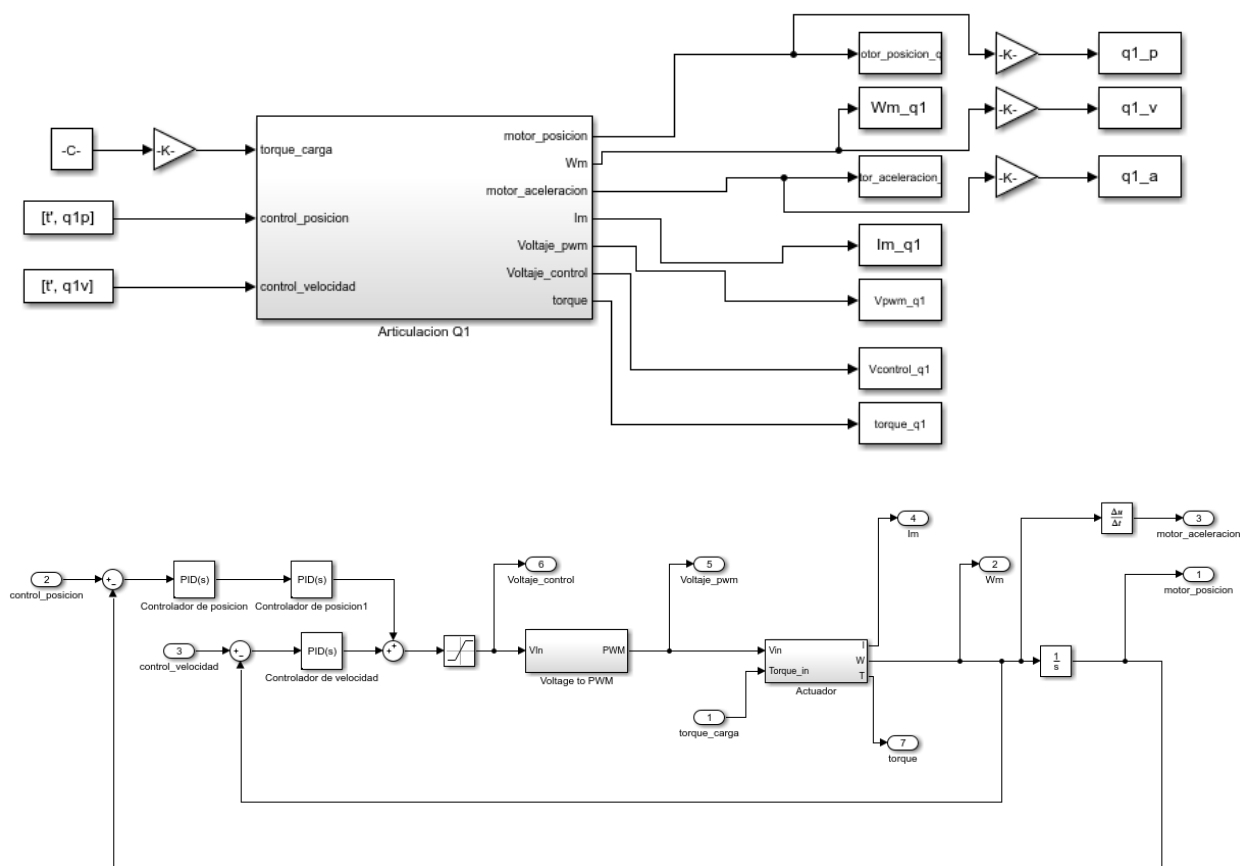 -C-
-K-
[t', q1p]
[t', q1v]
torque_carga
control_posicion
control_velocidad
motor_posicion
Wm
motor_aceleracion
Im
Voltaje_pwm
Voltaje_control
torque
Articulacion Q1
otor_posicion_q
-K-
q1_p
Wm_q1
-K-
q1_v
tor_aceleracion_
-K-
q1_a
Im_q1
Vpwm_q1
Vcontrol_q1
torque_q1
2
control_posicion
+
−
PID(s)
Controlador de posicion
PID(s)
Controlador de posicion1
3
control_velocidad
+
−
PID(s)
Controlador de velocidad
+
+
6
Voltaje_control
VIn
PWM
Voltage to PWM
5
Voltaje_pwm
1
torque_carga
Vin
Torque_in
I
W
T
Actuador
4
Im
2
Wm
7
torque
Δu
Δt
3
motor_aceleracion
1
s
1
motor_posicion